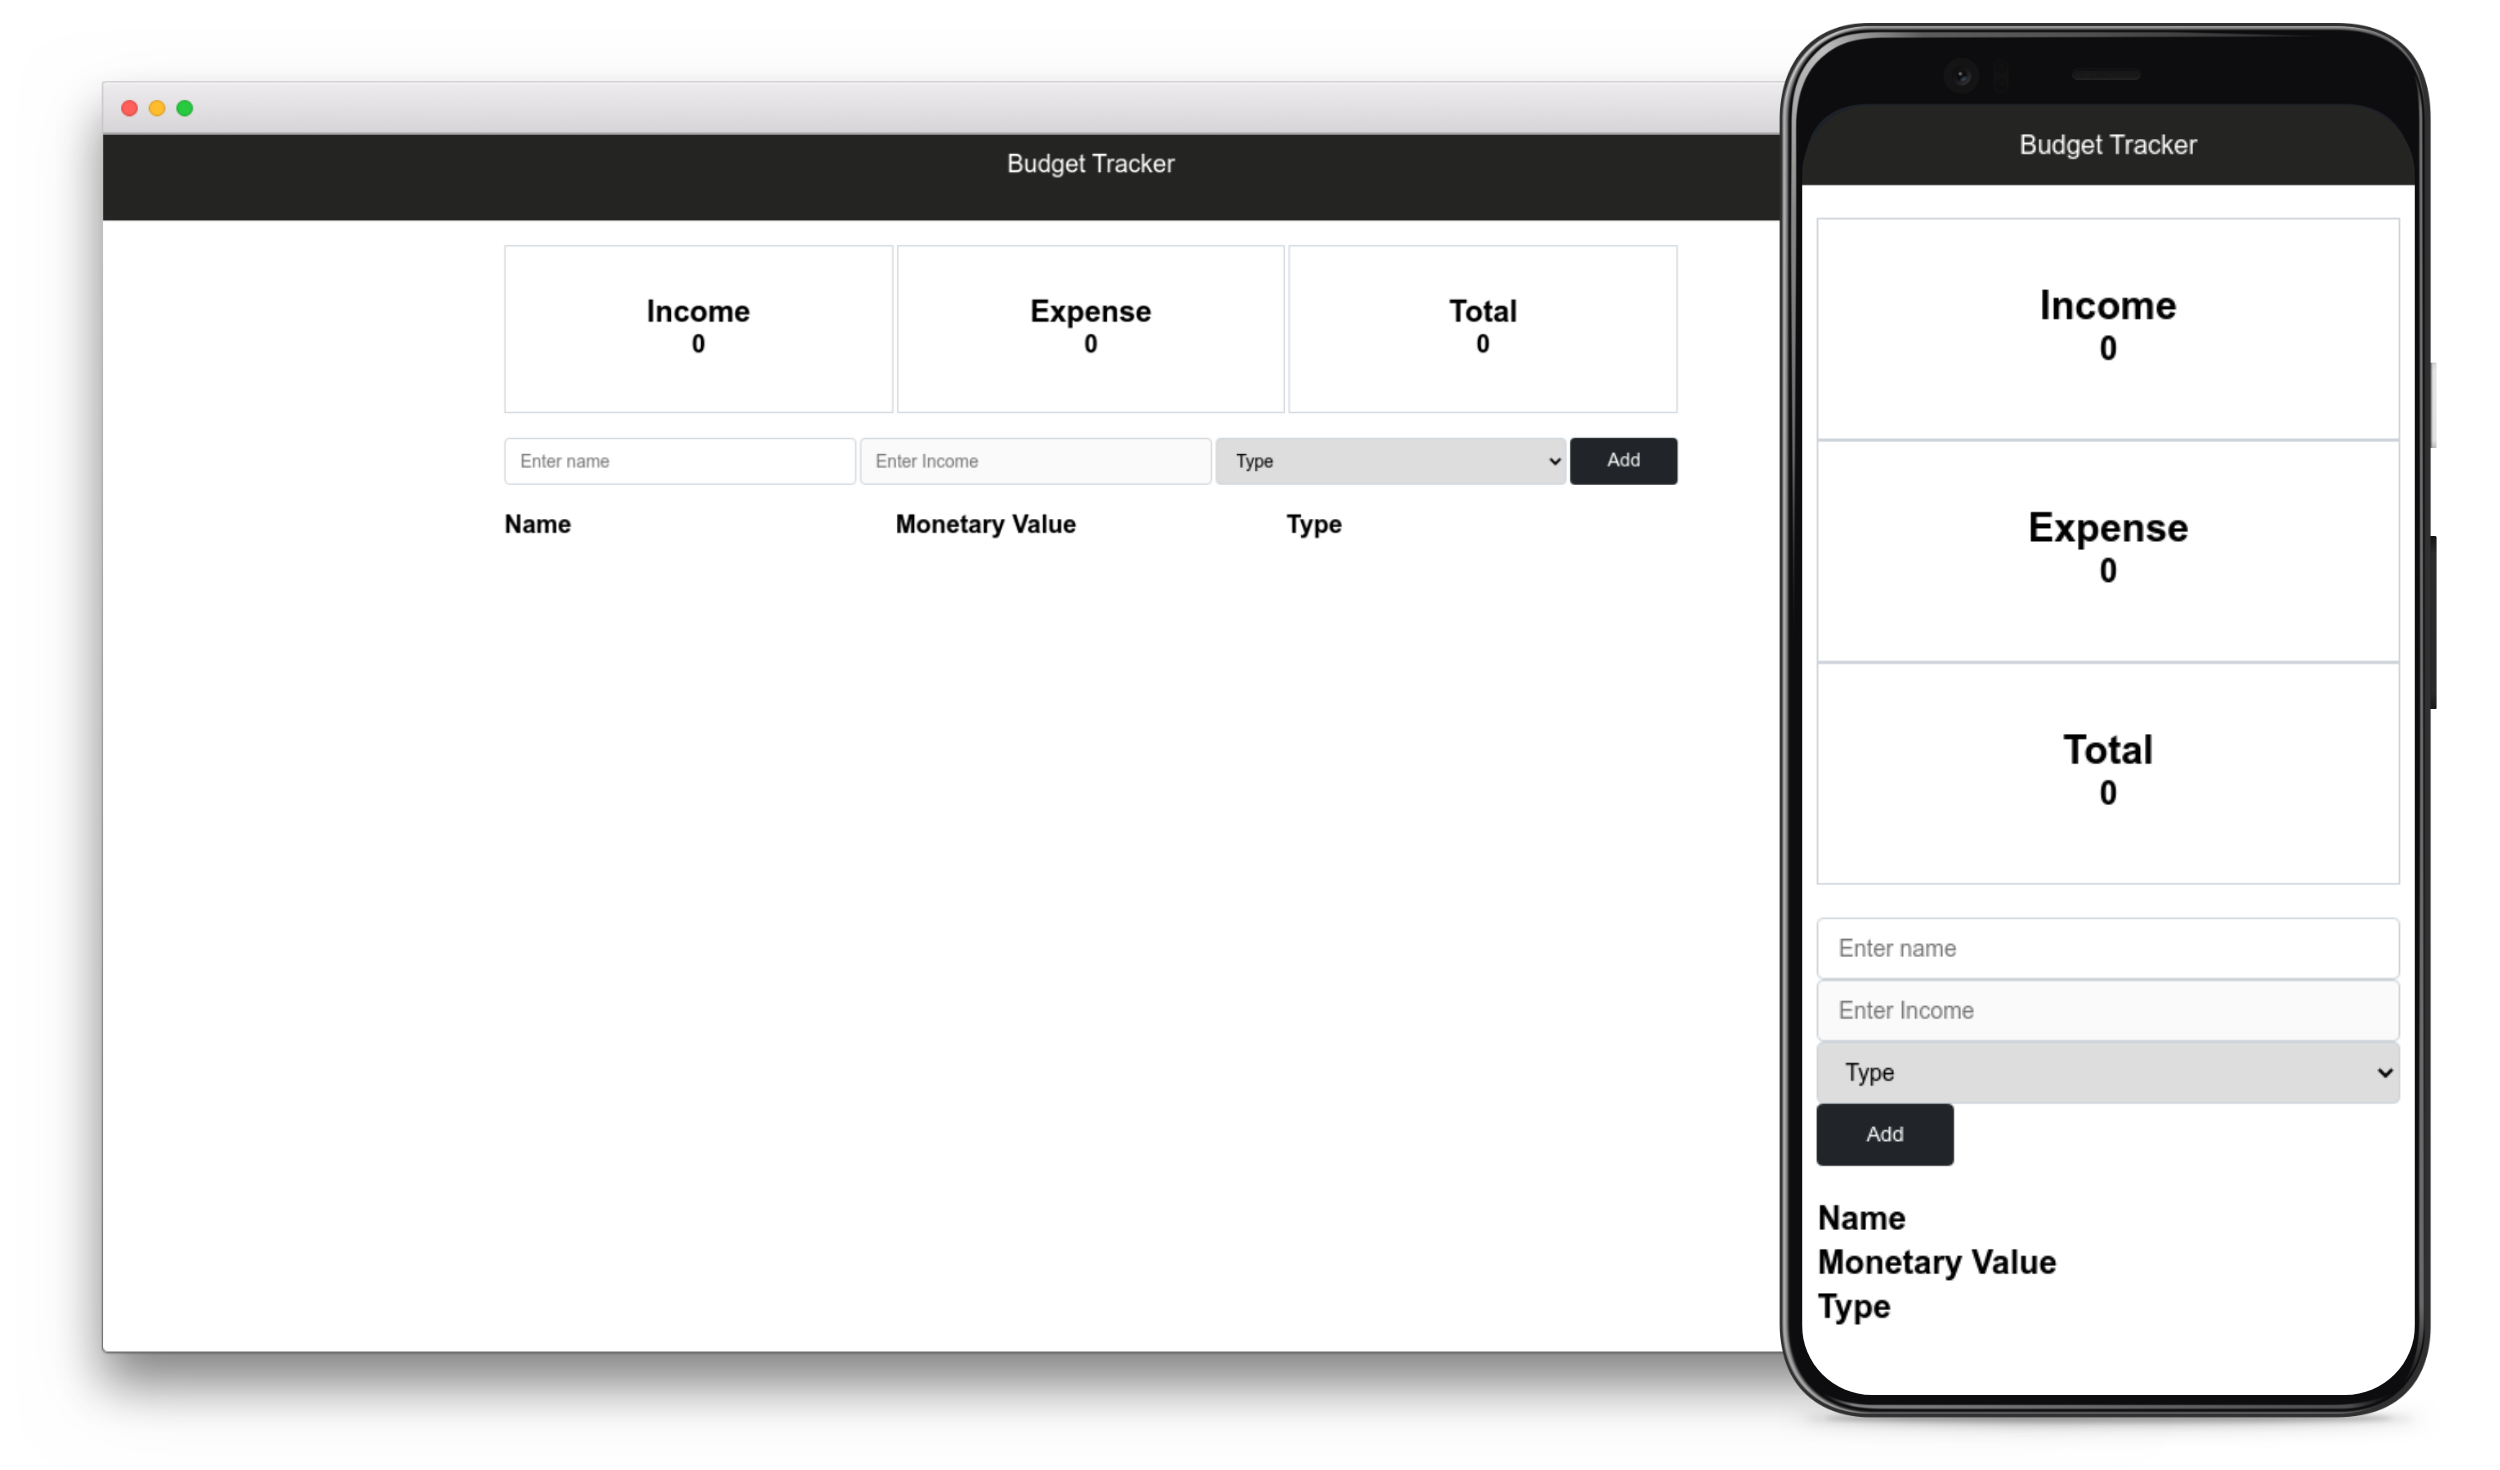 Budget Tracker
Income Expense Total
0 0 0
Enter name Enter Income Type Add
Name Monetary Value Type
Budget Tracker
Income
0
Expense
0
Total
0
Enter name
Enter Income
Type
Add
Name
Monetary Value
Type